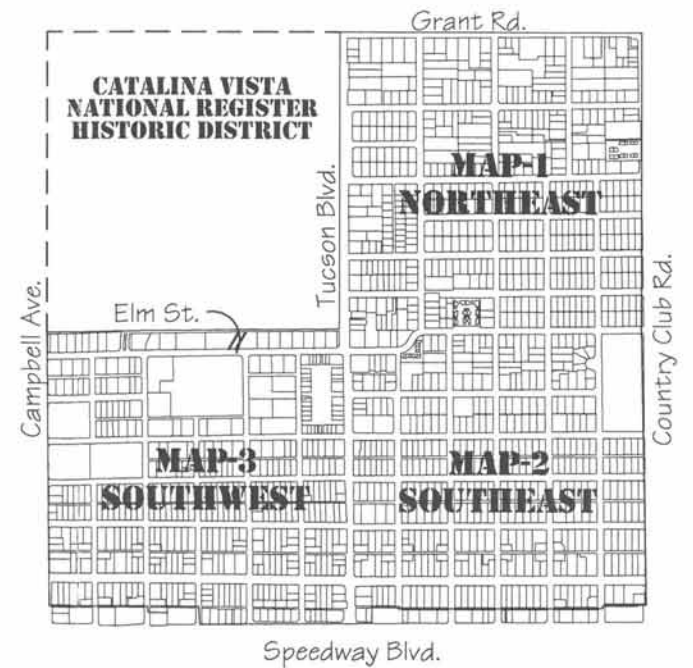 Grant Rd.
CATALINA VISTA
NATIONAL REGISTER
HISTORIC DISTRICT
MAP-1
NORTHEAST
Tucson Blvd.
Campbell Ave.
Elm St.
Country Club Rd.
MAP-3
SOUTHWEST
MAP-2
SOUTHEAST
Speedway Blvd.